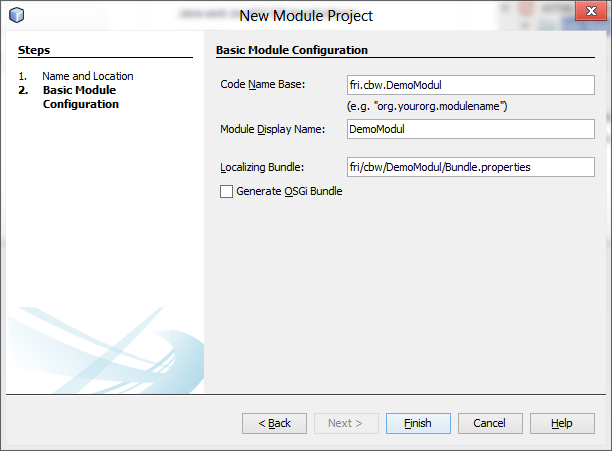 New Module Project
Steps
1. Name and Location
2. Basic Module
Configuration
Basic Module Configuration
Code Name Base: fri.cbw.DemoModul
(e.g. "org.yourorg.modulename")
Module Display Name: DemoModul
Localizing Bundle: fri/cbw/DemoModul/Bundle.properties
Generate OSGi Bundle
< Back Next > Finish Cancel Help